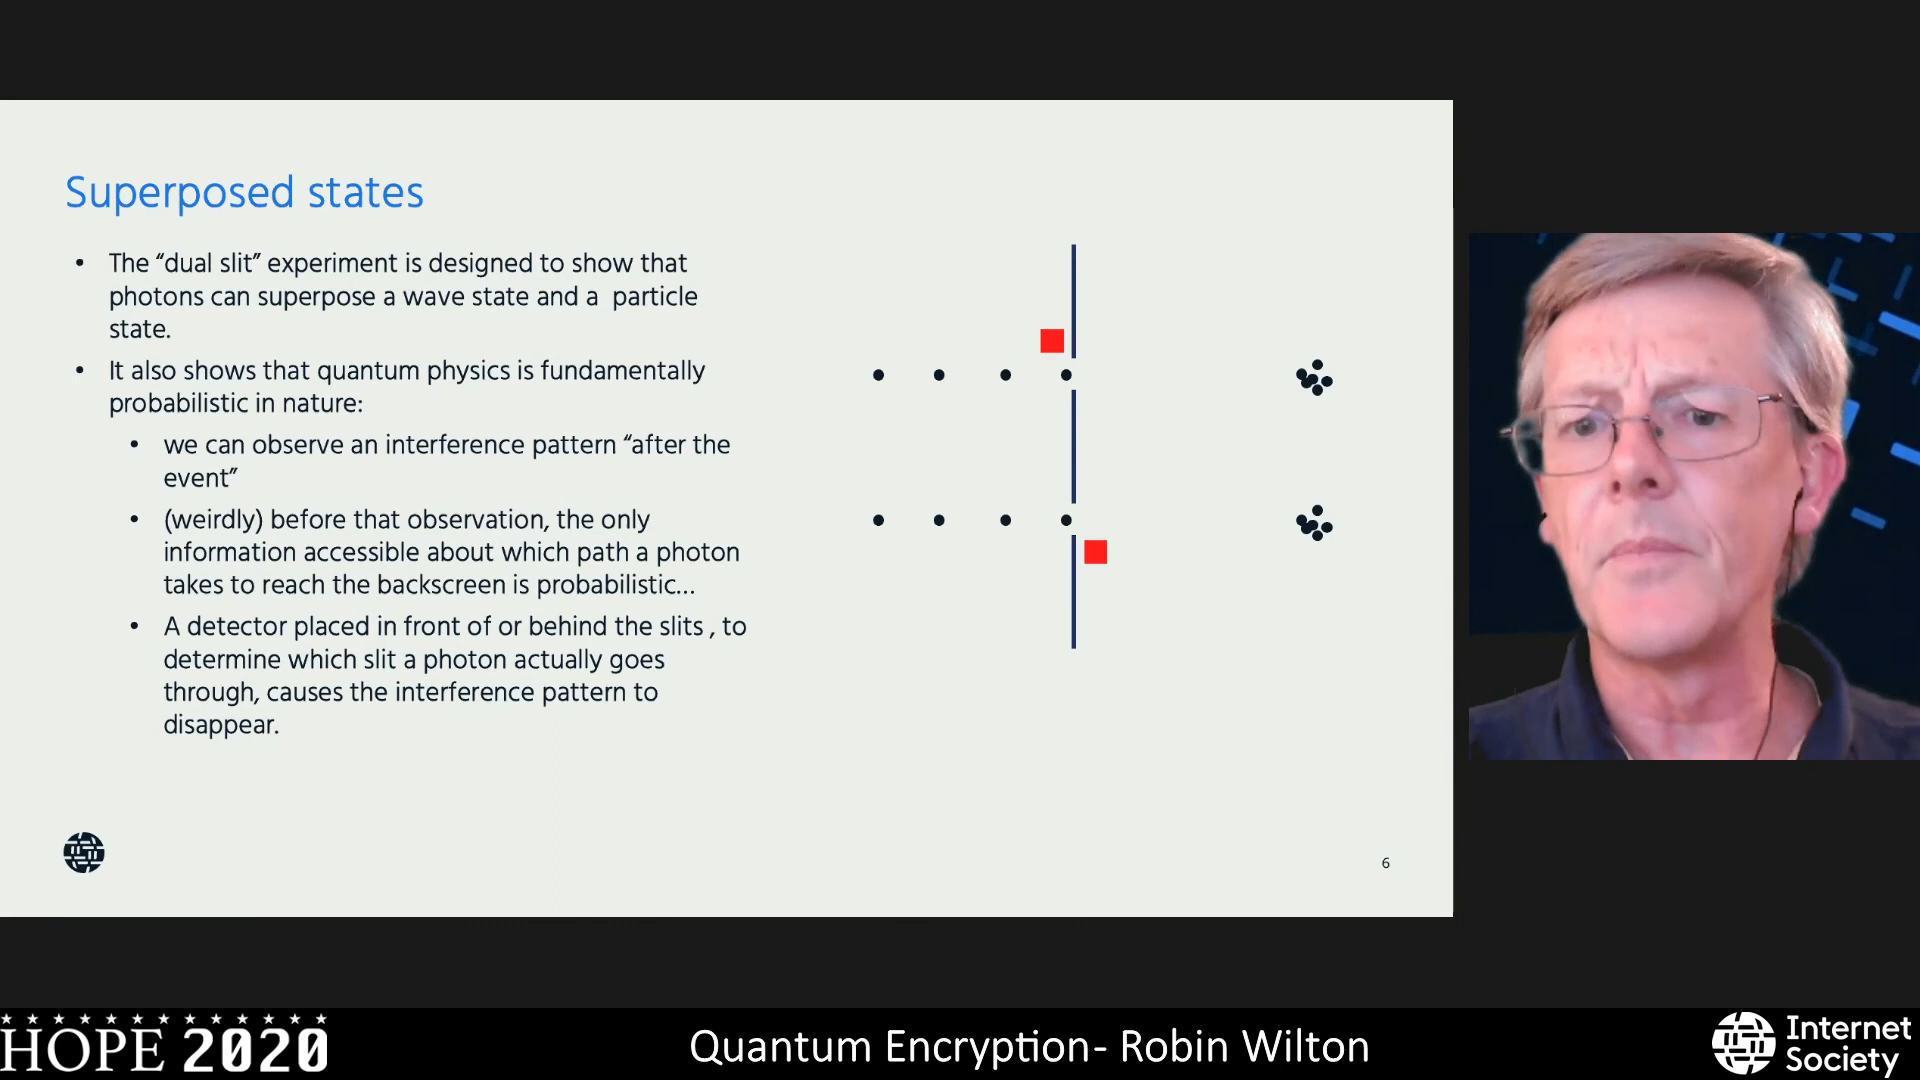 Superposed states
• The “dual slit” experiment is designed to show that
photons can superpose a wave state and a particle
state.
• It also shows that quantum physics is fundamentally
probabilistic in nature:
• we can observe an interference pattern “after the
event”
• (weirdly) before that observation, the only
information accessible about which path a photon
takes to reach the backscreen is probabilistic...
• A detector placed in front of or behind the slits , to
determine which slit a photon actually goes
through, causes the interference pattern to
disappear.
6
HOPE 2020
Quantum Encryption- Robin Wilton
Internet
Society